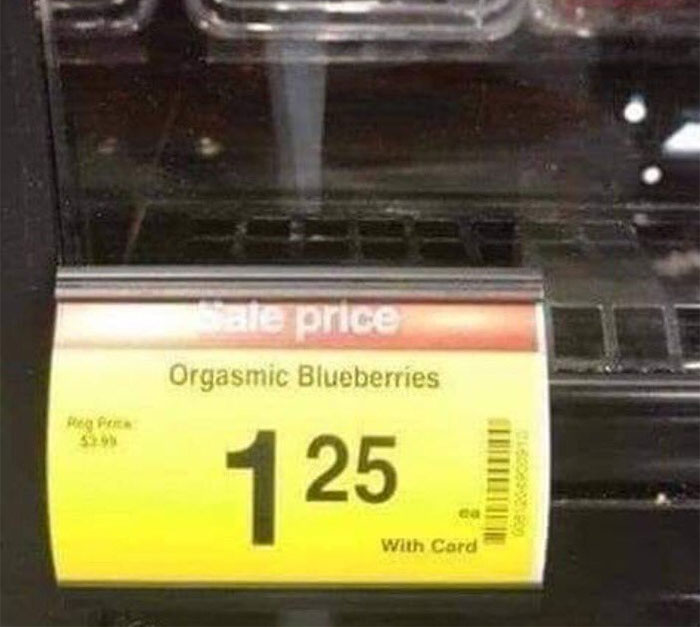 Sale price
Orgasmic Blueberries
Reg Price
$3.99
1 25
ea
With Card